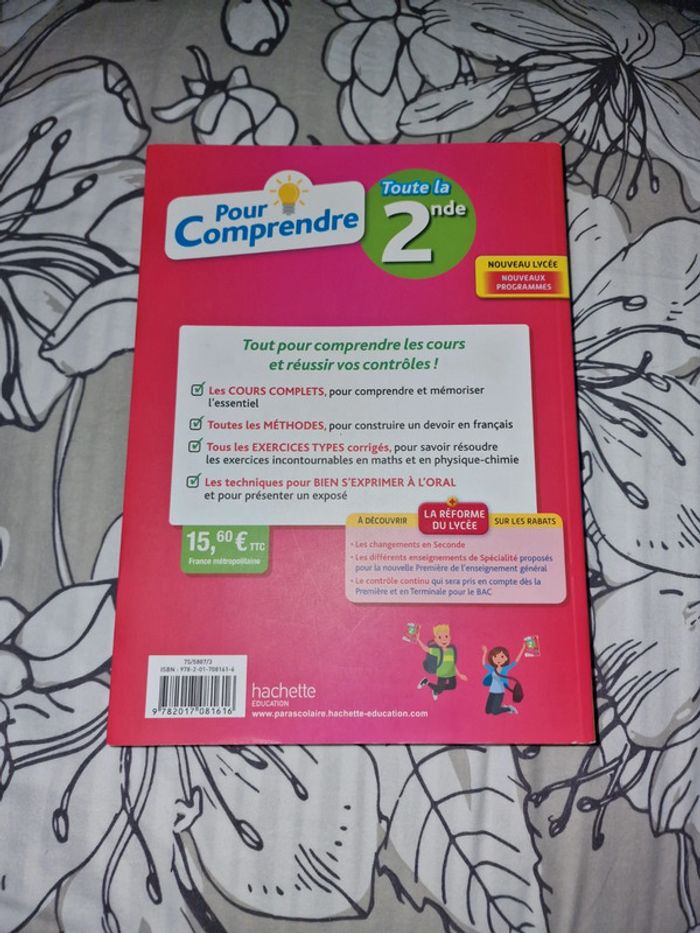 Pour
Comprendre
Toute la
2nde
NOUVEAU LYCÉE
NOUVEAUX
PROGRAMMES
Tout pour comprendre les cours
et réussir vos contrôles !
Les COURS COMPLETS, pour comprendre et mémoriser
l'essentiel
Toutes les MÉTHODES, pour construire un devoir en français
Tous les EXERCICES TYPES corrigés, pour savoir résoudre
les exercices incontournables en maths et en physique-chimie
Les techniques pour BIEN S'EXPRIMER À L'ORAL
et pour présenter un exposé
15,60 € TTC
France métropolitaine
À DÉCOUVRIR
+
LA RÉFORME
DU LYCÉE
SUR LES RABATS
• Les changements en Seconde
• Les différents enseignements de Spécialité proposés
pour la nouvelle Première de l'enseignement général
• Le contrôle continu qui sera pris en compte dès la
Première et en Terminale pour le BAC
75/5887/3
ISBN - 978-2-01-708161-6
9 782017 081616
hachette
ÉDUCATION
www.parascolaire.hachette-education.com